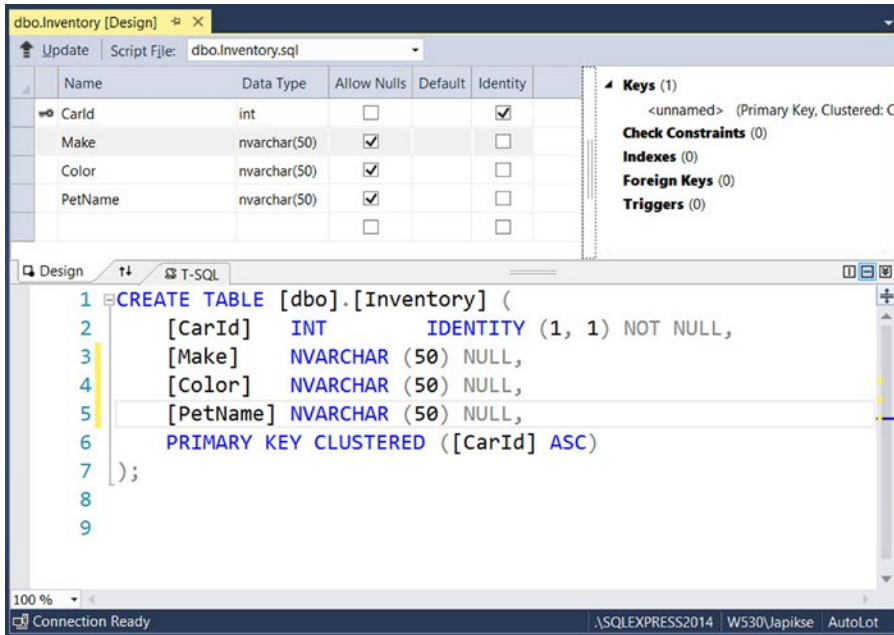 dbo.Inventory [Design]
Update Script File: dbo.Inventory.sql
Name Data Type Allow Nulls Default Identity
CarId int
Make nvarchar(50)
Color nvarchar(50)
PetName nvarchar(50)
Keys (1)
<unnamed> (Primary Key, Clustered: C
Check Constraints (0)
Indexes (0)
Foreign Keys (0)
Triggers (0)
Design T-SQL
1 CREATE TABLE [dbo].[Inventory] (
2 [CarId] INT IDENTITY (1, 1) NOT NULL,
3 [Make] NVARCHAR (50) NULL,
4 [Color] NVARCHAR (50) NULL,
5 [PetName] NVARCHAR (50) NULL,
6 PRIMARY KEY CLUSTERED ([CarId] ASC)
7 );
8
9
100 %
Connection Ready .\SQLEXPRESS2014 W530\Japikse AutoLot